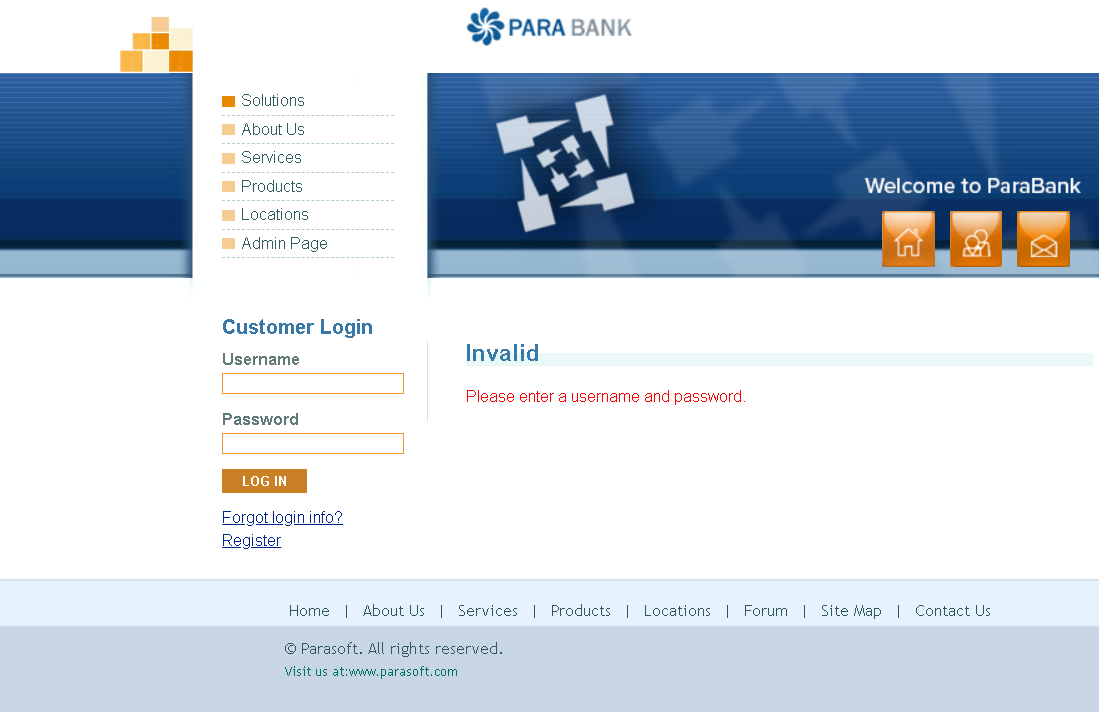 PARA BANK
Solutions
About Us
Services
Products
Locations
Admin Page
Welcome to ParaBank
Customer Login
Username
Password
LOG IN
Forgot login info?
Register
Invalid
Please enter a username and password.
Home | About Us | Services | Products | Locations | Forum | Site Map | Contact Us
© Parasoft. All rights reserved.
Visit us at:www.parasoft.com